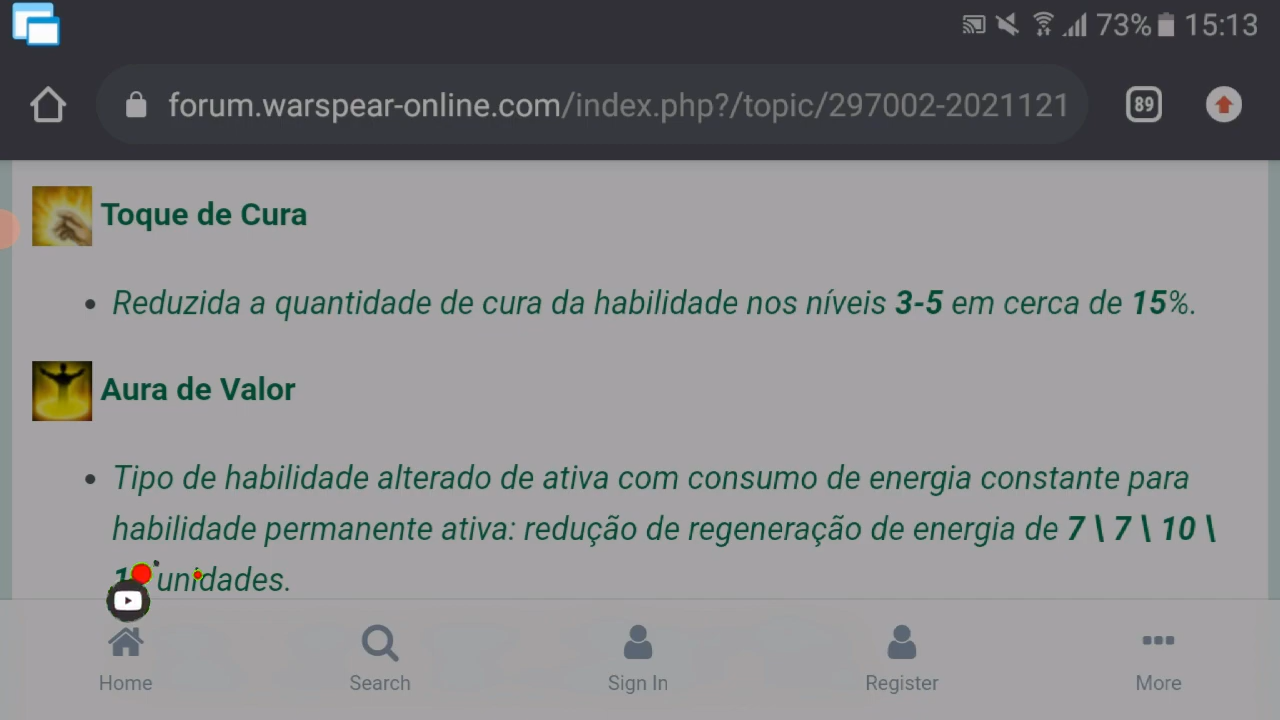 73% 15:13
forum.warspear-online.com/index.php?/topic/297002-2021121
89
Toque de Cura
Reduzida a quantidade de cura da habilidade nos níveis 3-5 em cerca de 15%.
Aura de Valor
Tipo de habilidade alterado de ativa com consumo de energia constante para
habilidade permanente ativa: redução de regeneração de energia de 7 \ 7 \ 10 \
unidades.
Home
Search
Sign In
Register
More